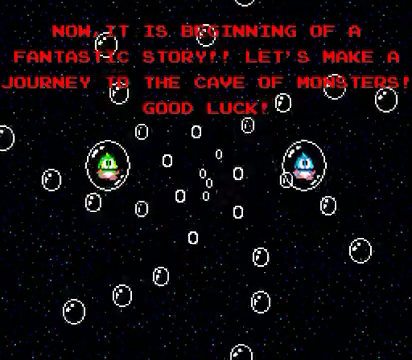 NOW,IT IS BEGINNING OF A
FANTASTIC STORY!! LET'S MAKE A
JOURNEY TO THE CAVE OF MONSTERS!
GOOD LUCK!